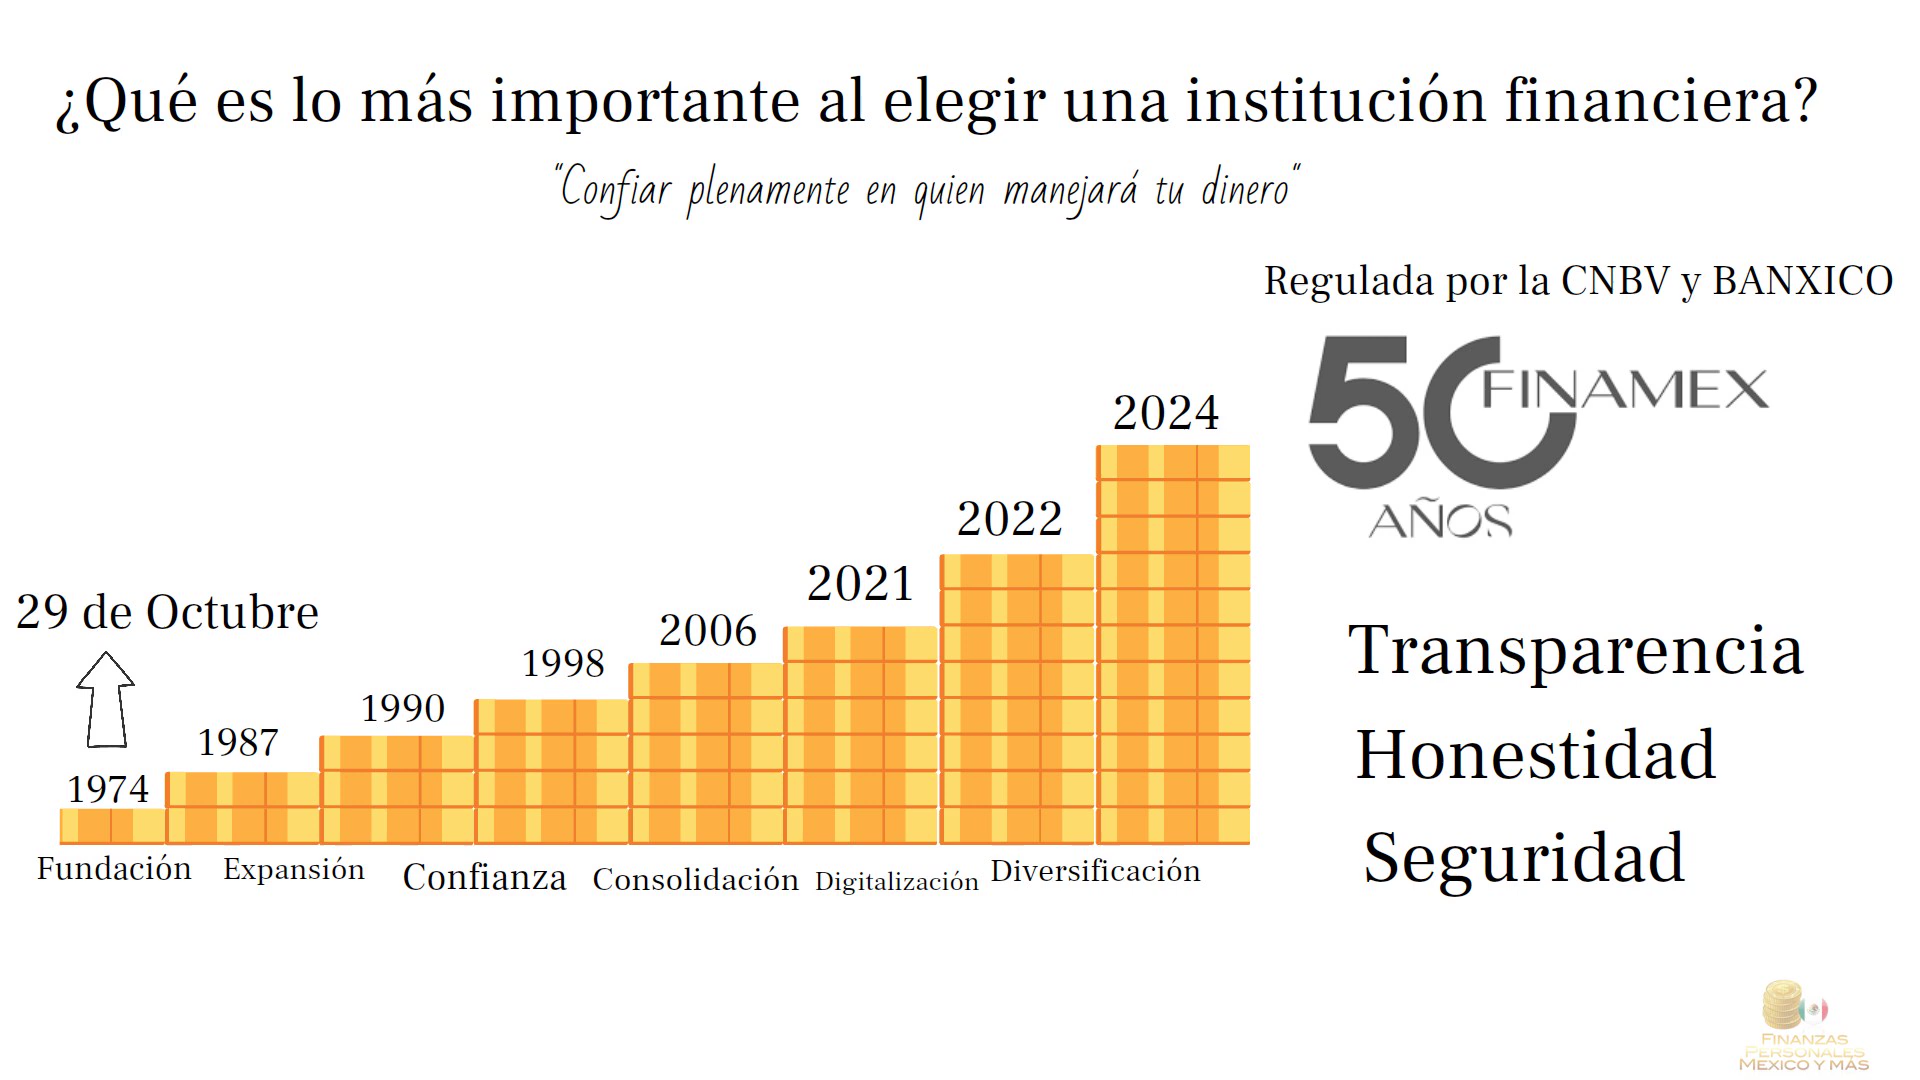 ¿Qué es lo más importante al elegir una institución financiera?
"Confiar plenamente en quien manejará tu dinero"
Regulada por la CNBV y BANXICO
50 FINAMEX
AÑOS
2024
2022
2021
2006
1998
1990
1987
29 de Octubre
1974
Fundación Expansión Confianza Consolidación Digitalización Diversificación
Transparencia
Honestidad
Seguridad
FINANZAS
PERSONALES
MEXICO Y MÁS